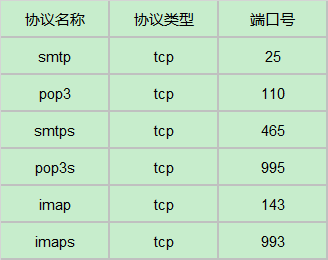 协议名称 协议类型 端口号
smtp tcp 25
pop3 tcp 110
smtps tcp 465
pop3s tcp 995
imap tcp 143
imaps tcp 993